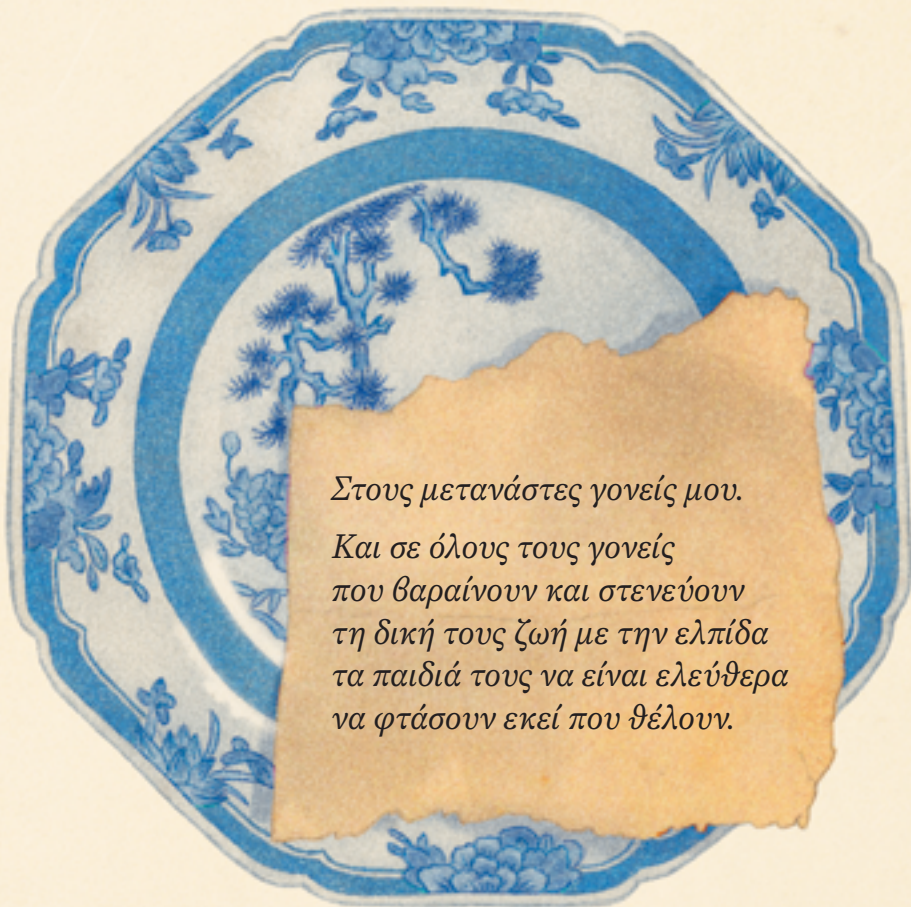 Στους μετανάστες γονείς μου.
Και σε όλους τους γονείς
που βαραίνουν και στενεύουν
τη δική τους ζωή με την ελπίδα
τα παιδιά τους να είναι ελεύθερα
να φτάσουν εκεί που θέλουν.